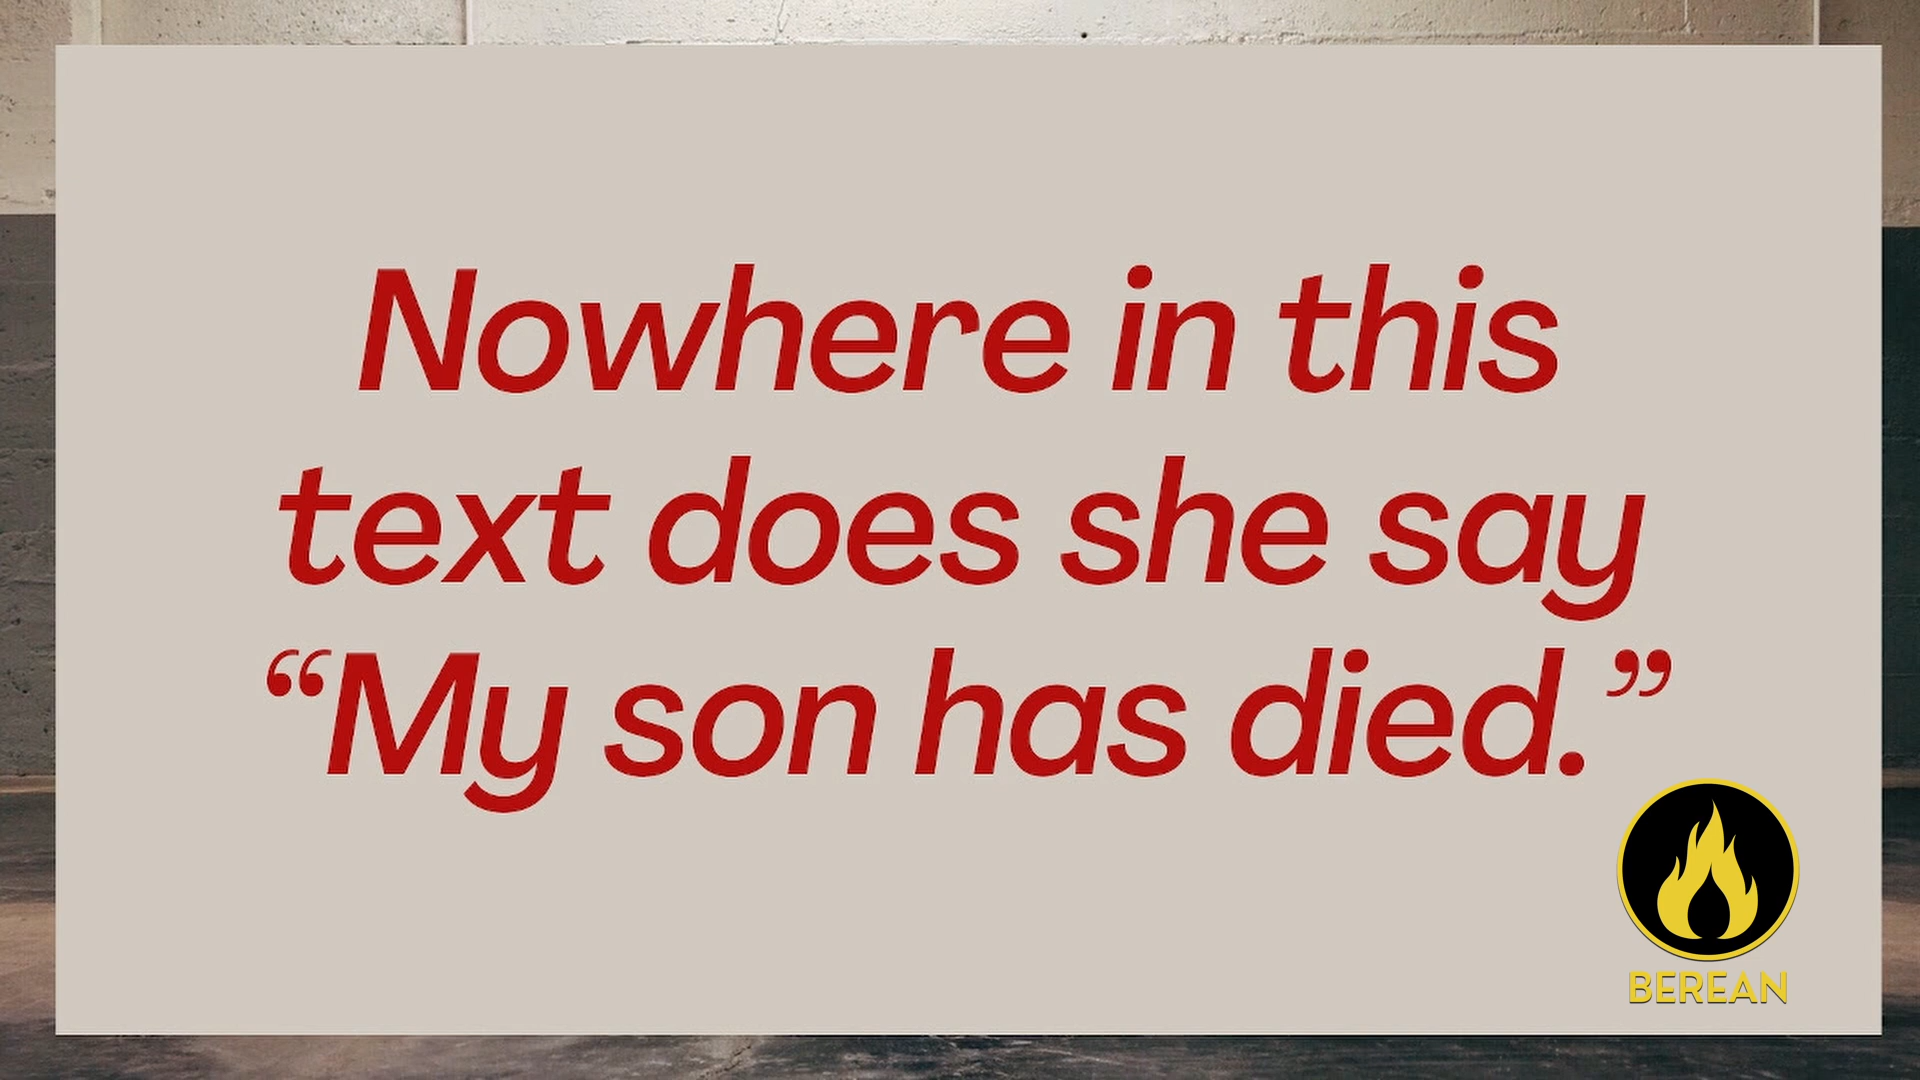 Nowhere in this
text does she say
“My son has died.”
BEREAN